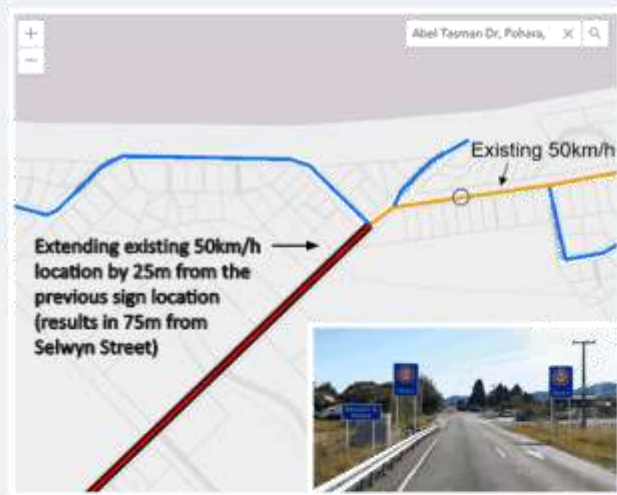 Abel Tasman Dr, Pohara,
Existing 50km/h
Extending existing 50km/h
location by 25m from the
previous sign location
(results in 75m from
Selwyn Street)